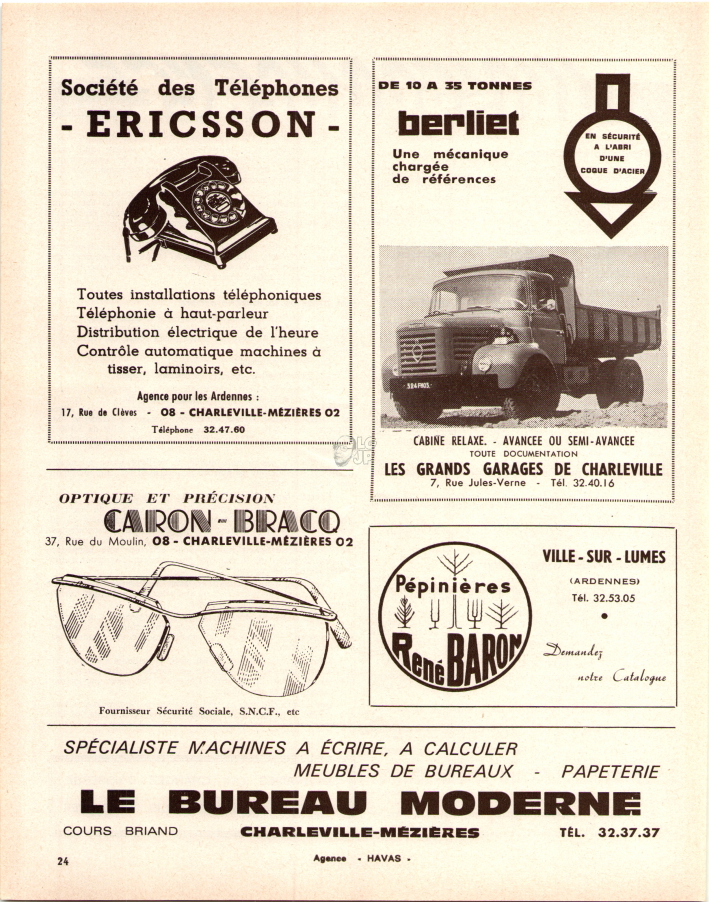 Société des Téléphones
- ERICSSON -
Toutes installations téléphoniques
Téléphonie à haut-parleur
Distribution électrique de l'heure
Contrôle automatique machines à
tisser, laminoirs, etc.
Agence pour les Ardennes :
17, Rue de Clèves - 08 - CHARLEVILLE-MÉZIÈRES 02
Téléphone 32.47.60
DE 10 A 35 TONNES
berliet
Une mécanique
chargée
de références
EN SÉCURITÉ
A L'ABRI
D'UNE
COQUE D'ACIER
CABINE RELAXE. - AVANCEE OU SEMI-AVANCEE
TOUTE DOCUMENTATION
LES GRANDS GARAGES DE CHARLEVILLE
7, Rue Jules-Verne - Tél. 32.40.16
OPTIQUE ET PRÉCISION
CARON - BRACQ
37, Rue du Moulin, 08 - CHARLEVILLE-MÉZIÈRES 02
Fournisseur Sécurité Sociale, S.N.C.F., etc
Pépinières
René BARON
VILLE-SUR-LUMES
(ARDENNES)
Tél. 32.53.05
Demandez
notre Catalogue
SPÉCIALISTE MACHINES A ÉCRIRE, A CALCULER
MEUBLES DE BUREAUX - PAPETERIE
LE BUREAU MODERNE
COURS BRIAND CHARLEVILLE-MÉZIÈRES TÉL. 32.37.37
24
Agence - HAVAS -